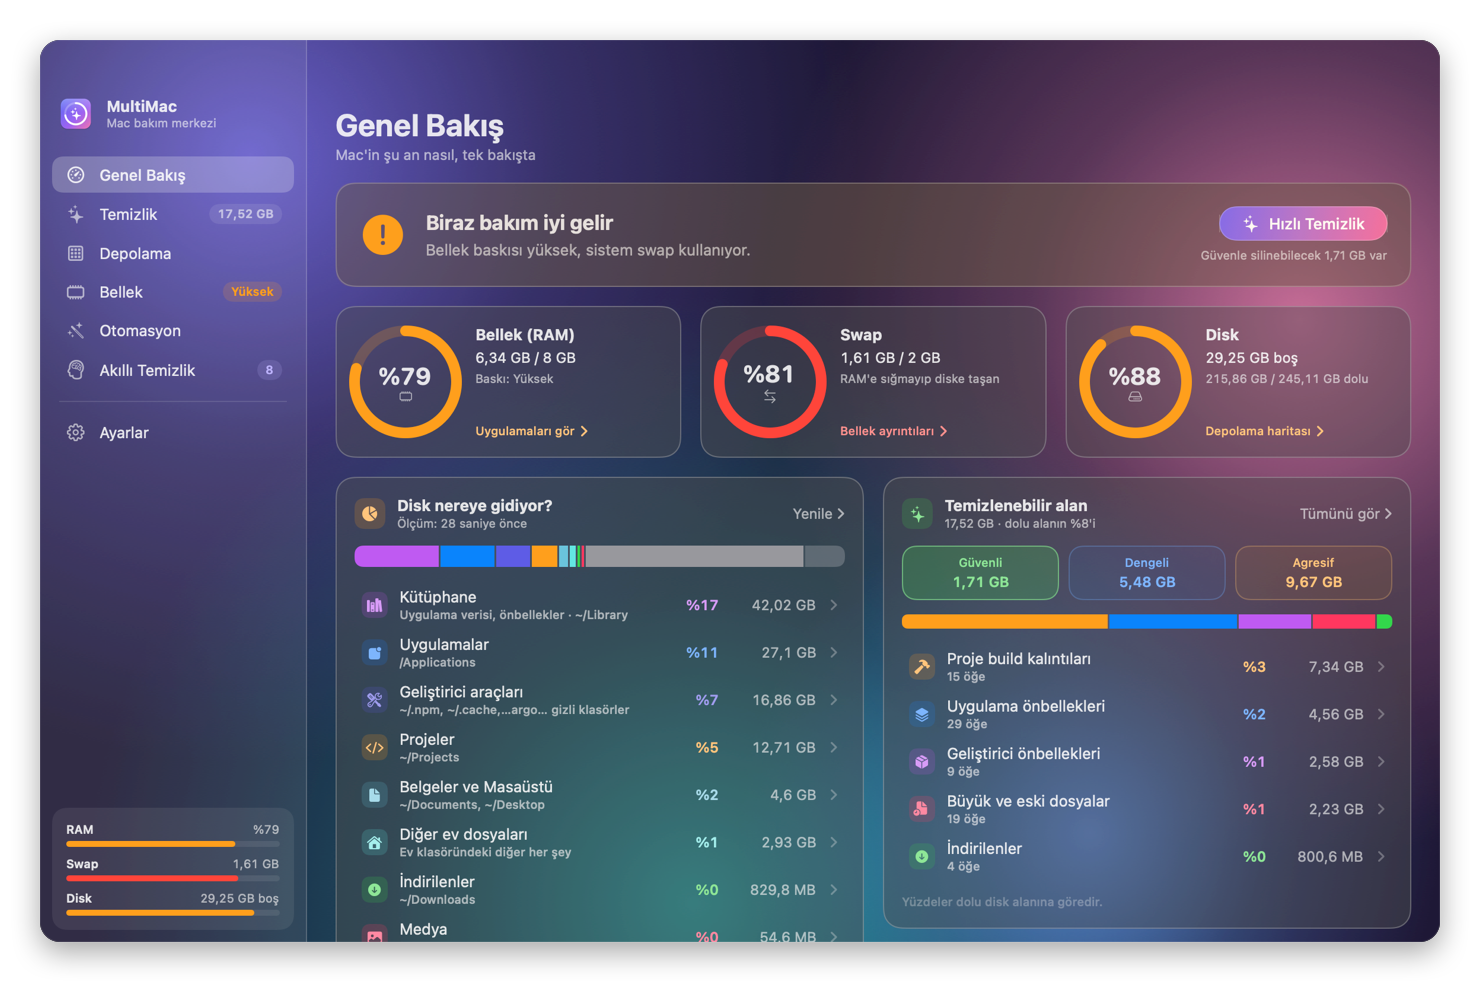 MultiMac
Mac bakım merkezi
Genel Bakış
Temizlik 17,52 GB
Depolama
Bellek Yüksek
Otomasyon
Akıllı Temizlik 8
Ayarlar
RAM %79
Swap 1,61 GB
Disk 29,25 GB boş
Genel Bakış
Mac'in şu an nasıl, tek bakışta
Biraz bakım iyi gelir
Bellek baskısı yüksek, sistem swap kullanıyor.
Hızlı Temizlik
Güvenle silinebilecek 1,71 GB var
%79
Bellek (RAM)
6,34 GB / 8 GB
Baskı: Yüksek
Uygulamaları gör
%81
Swap
1,61 GB / 2 GB
RAM'e sığmayıp diske taşan
Bellek ayrıntıları
%88
Disk
29,25 GB boş
215,86 GB / 245,11 GB dolu
Depolama haritası
Disk nereye gidiyor?
Ölçüm: 28 saniye önce
Yenile
Kütüphane %17 42,02 GB
Uygulama verisi, önbellekler · ~/Library
Uygulamalar %11 27,1 GB
/Applications
Geliştirici araçları %7 16,86 GB
~/.npm, ~/.cache,...argo... gizli klasörler
Projeler %5 12,71 GB
~/Projects
Belgeler ve Masaüstü %2 4,6 GB
~/Documents, ~/Desktop
Diğer ev dosyaları %1 2,93 GB
Ev klasöründeki diğer her şey
İndirilenler %0 829,8 MB
~/Downloads
Medya %0 54,6 MB
Temizlenebilir alan
17,52 GB · dolu alanın %8'i
Tümünü gör
Güvenli
1,71 GB
Dengeli
5,48 GB
Agresif
9,67 GB
Proje build kalıntıları %3 7,34 GB
15 öğe
Uygulama önbellekleri %2 4,56 GB
29 öğe
Geliştirici önbellekleri %1 2,58 GB
9 öğe
Büyük ve eski dosyalar %1 2,23 GB
19 öğe
İndirilenler %0 800,6 MB
4 öğe
Yüzdeler dolu disk alanına göredir.